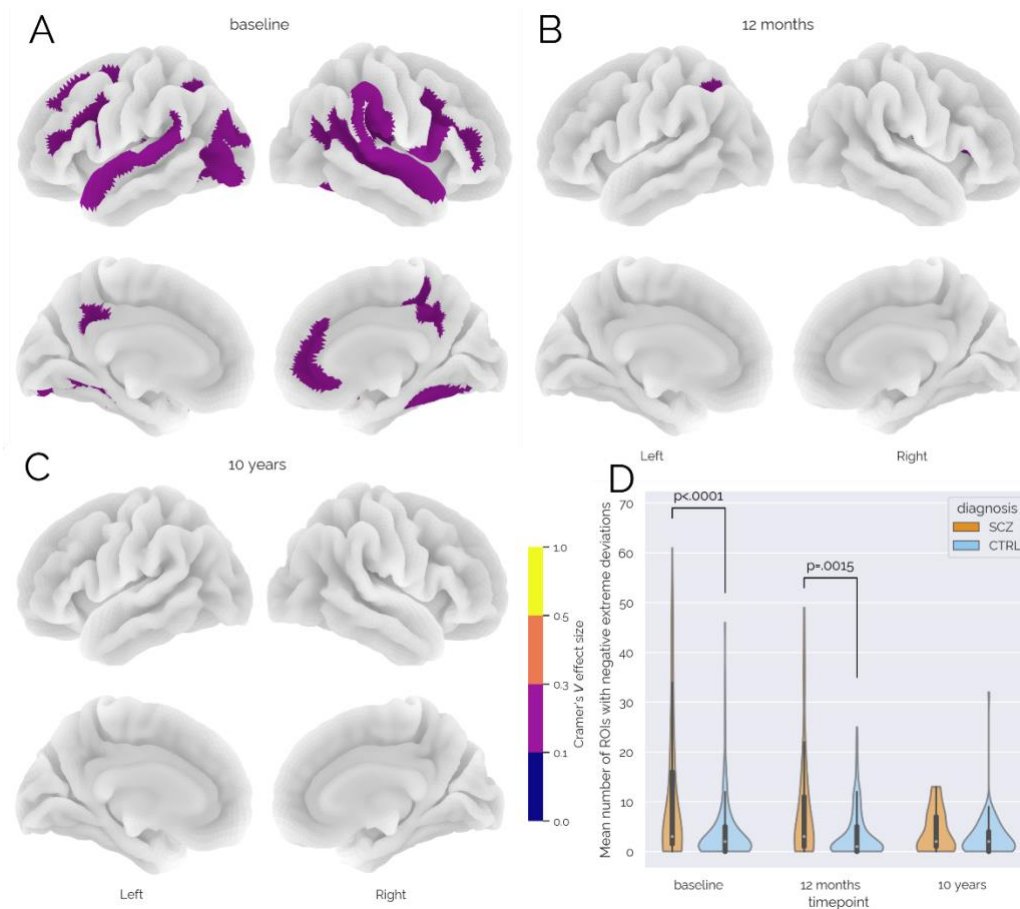 A
baseline
B
12 months
C
10 years
Left
Right
1.0
0.5
0.3
0.1
0.0
Cramer's V effect size
Left
Right
D
p<.0001
p=.0015
diagnosis
SCZ
CTRL
Mean number of ROIs with negative extreme deviations
70
60
50
40
30
20
10
0
baseline
12 months
10 years
timepoint